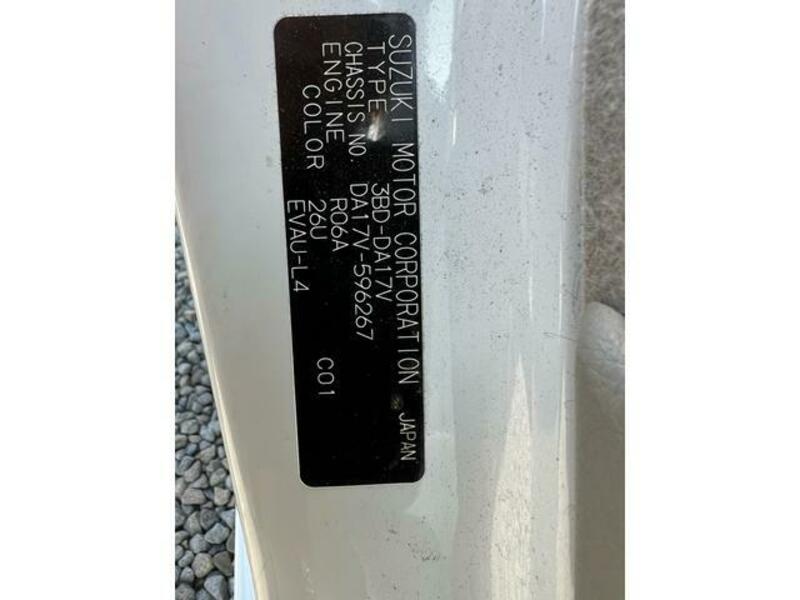 SUZUKI MOTOR CORPORATION JAPAN
TYPE 3BD-DA17V
CHASSIS NO. DA17V-596267
ENGINE R06A
COLOR 26U C01
EVAU-L4